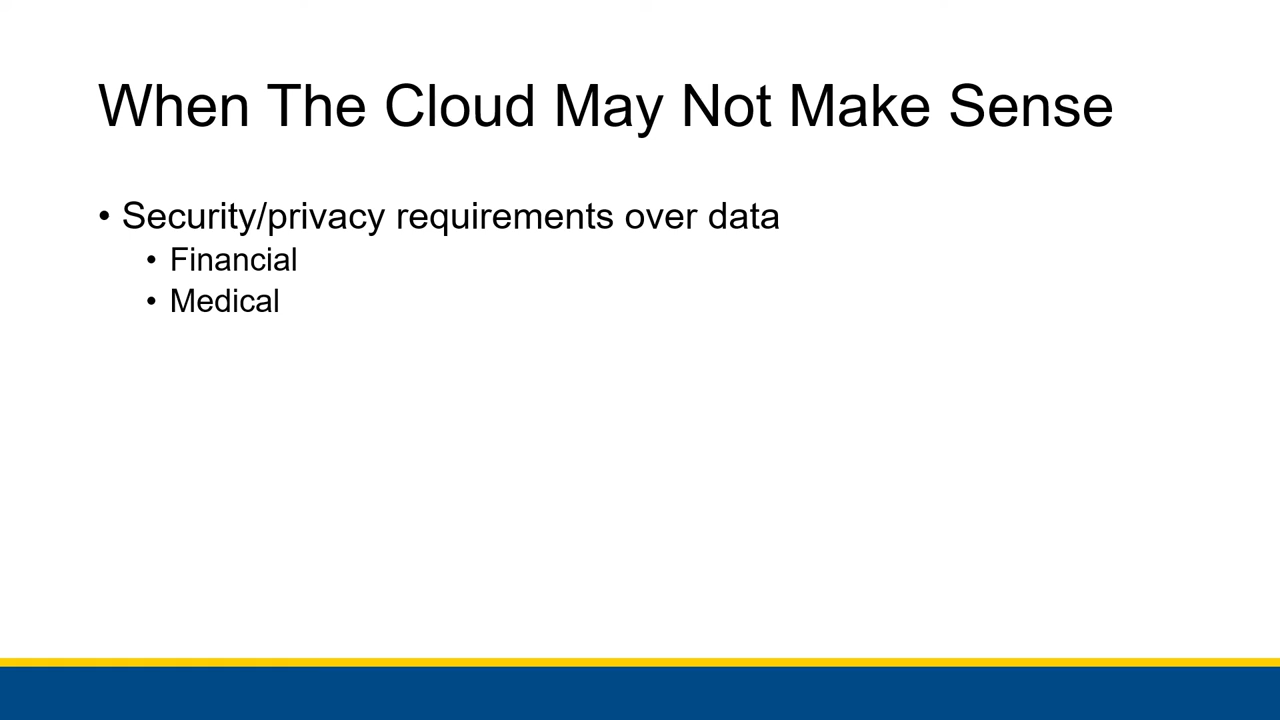 When The Cloud May Not Make Sense
• Security/privacy requirements over data
• Financial
• Medical